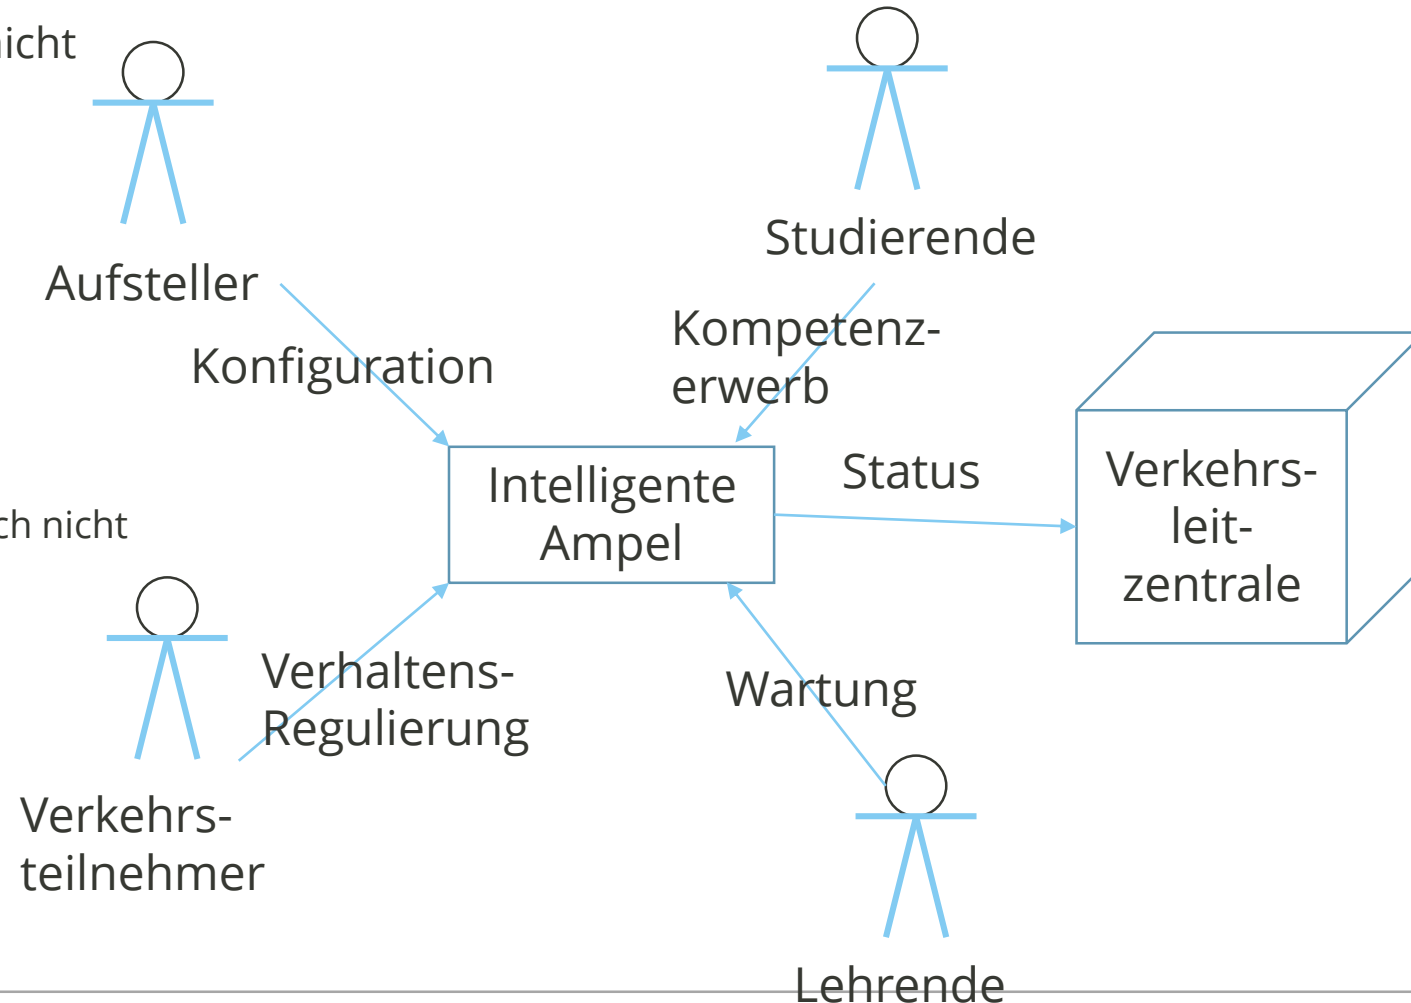 nicht
Aufsteller
Konfiguration
Studierende
Kompetenz-
erwerb
Intelligente
Ampel
Status
Verkehrs-
leit-
zentrale
ch nicht
Verhaltens-
Regulierung
Wartung
Verkehrs-
teilnehmer
Lehrende